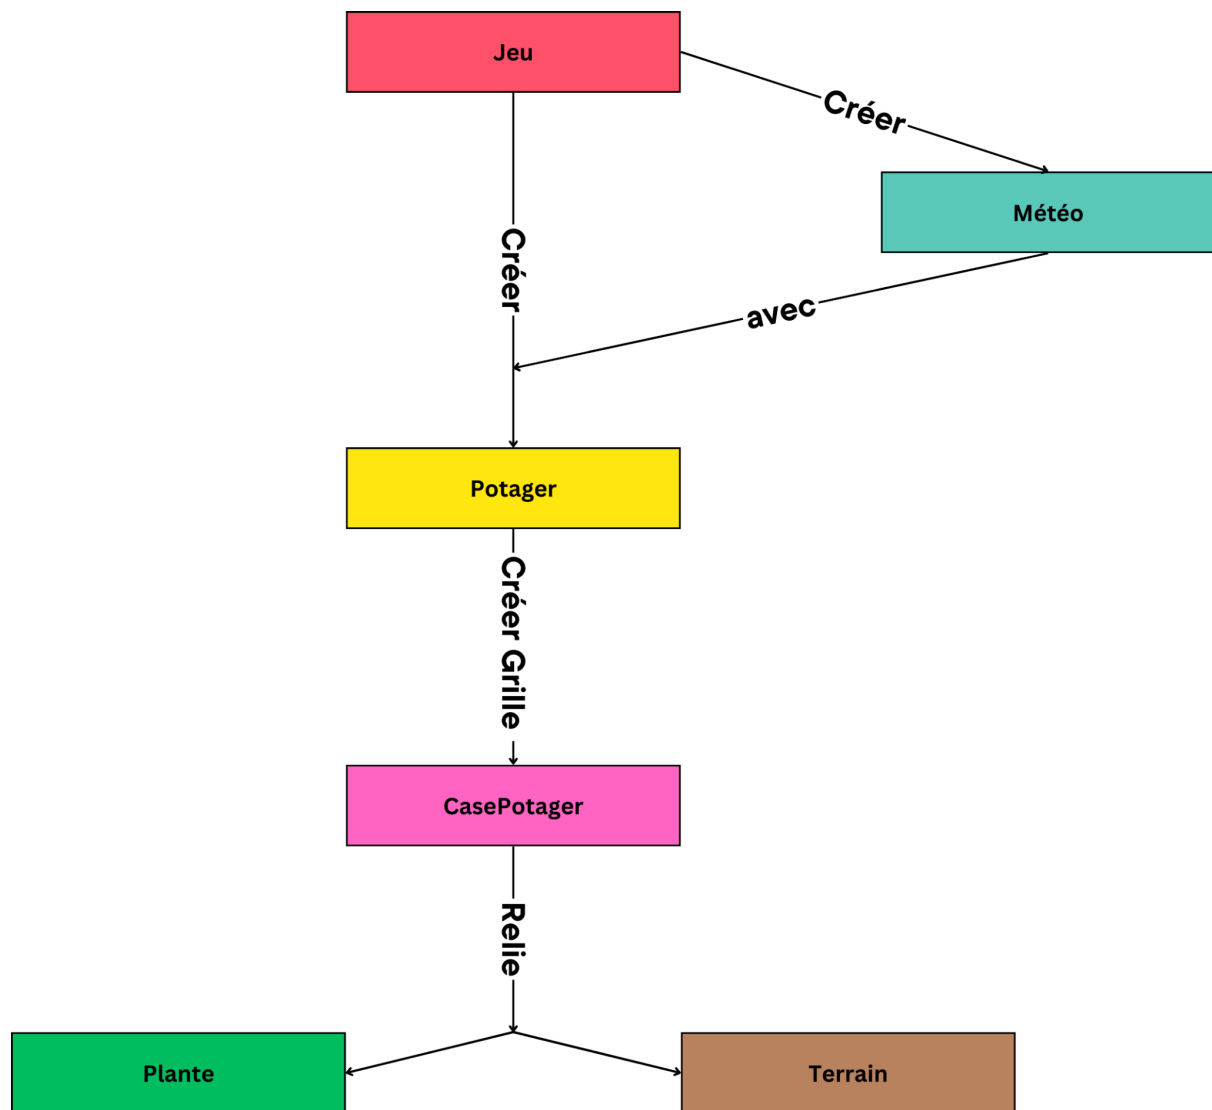 Jeu
Créer
Météo
Créer
avec
Potager
Créer Grille
CasePotager
Relie
Plante
Terrain